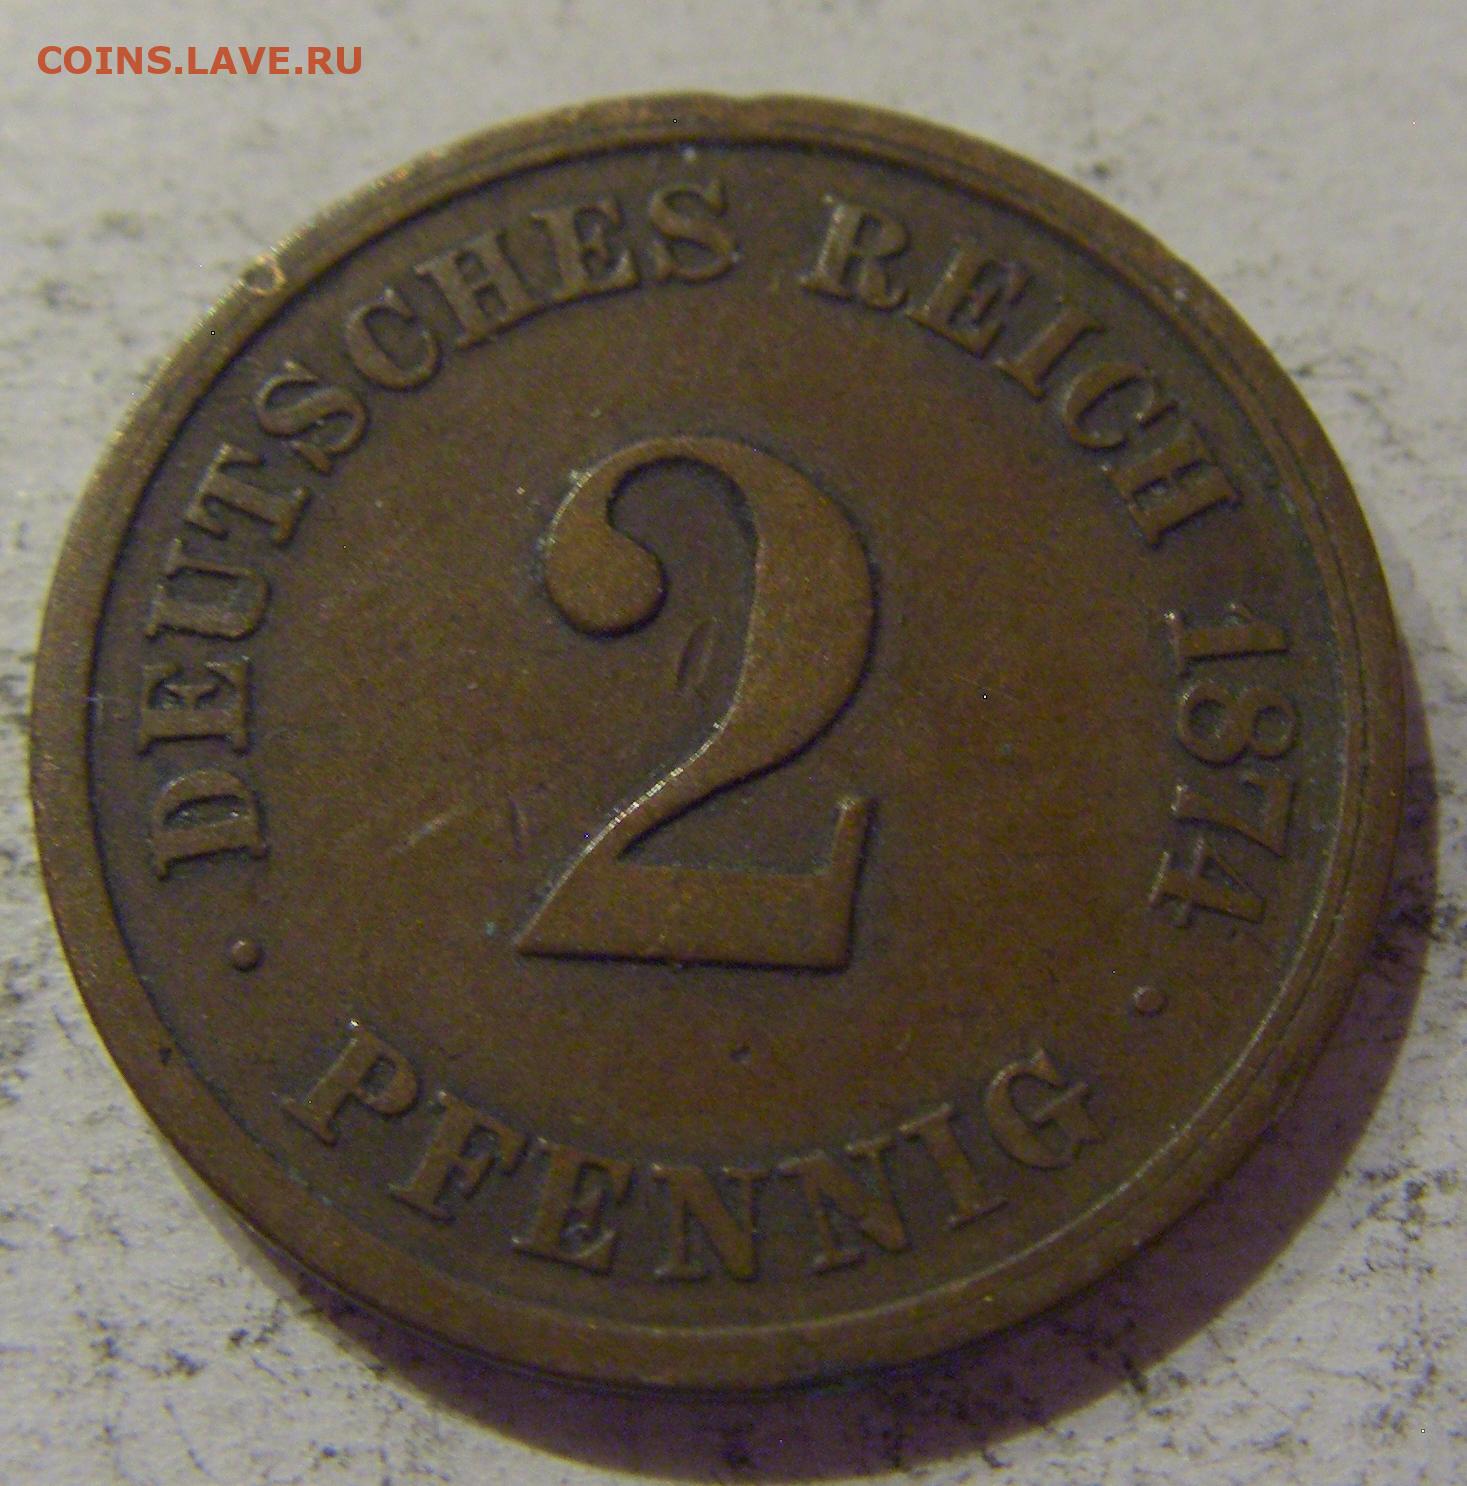 COINS.LAVE.RU
· DEUTSCHES REICH 1874 ·
2
PFENNIG